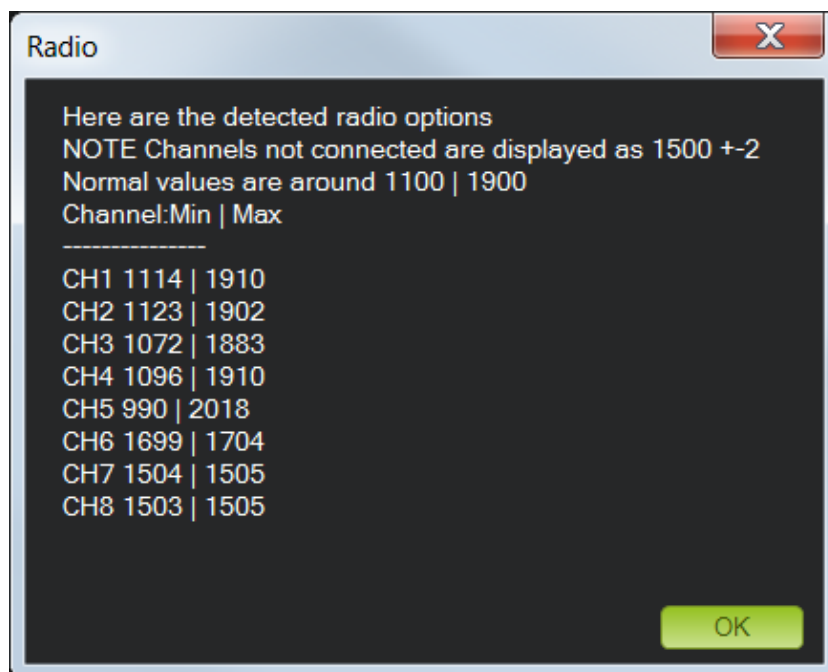 Radio
X
Here are the detected radio options
NOTE Channels not connected are displayed as 1500 +-2
Normal values are around 1100 | 1900
Channel:Min | Max
---------------
CH1 1114 | 1910
CH2 1123 | 1902
CH3 1072 | 1883
CH4 1096 | 1910
CH5 990 | 2018
CH6 1699 | 1704
CH7 1504 | 1505
CH8 1503 | 1505
OK